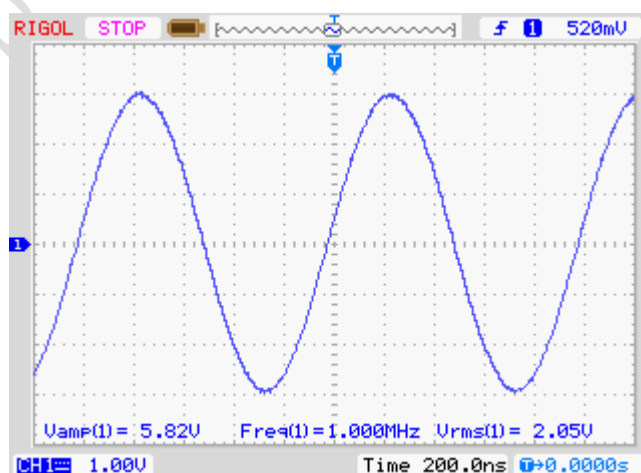 RIGOL STOP T f 1 520mV
T
1
Vamp(1)= 5.82V Freq(1)=1.000MHz Vrms(1)= 2.05V
CH1 1.00V Time 200.0ns T→0.0000s